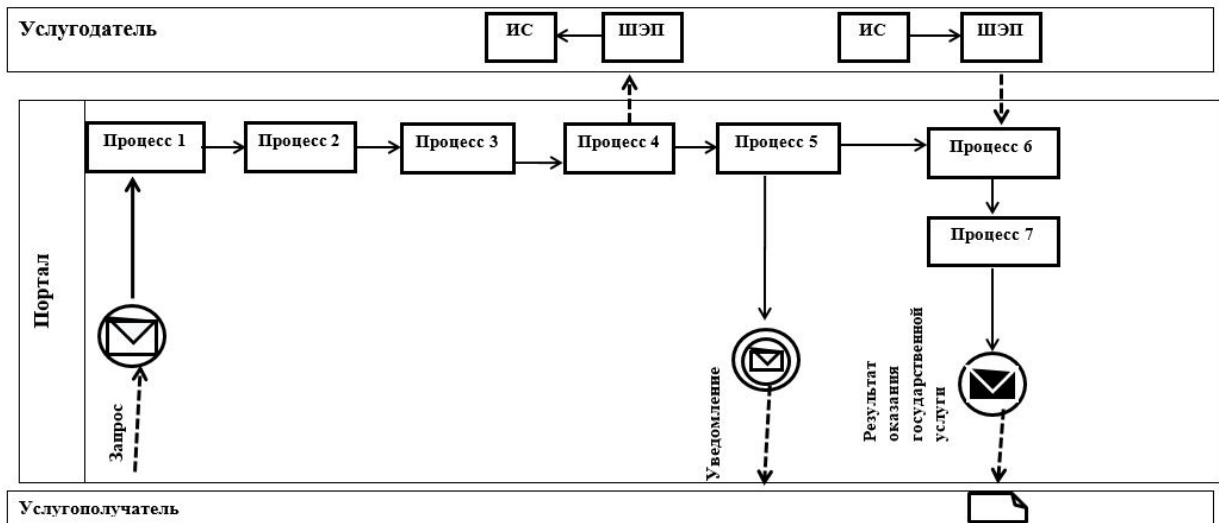 Услугодатель
ИС
ШЭП
ИС
ШЭП
Портал
Процесс 1
Процесс 2
Процесс 3
Процесс 4
Процесс 5
Процесс 6
Процесс 7
Запрос
Уведомление
Результат
оказания
государственной
услуги
Услугополучатель